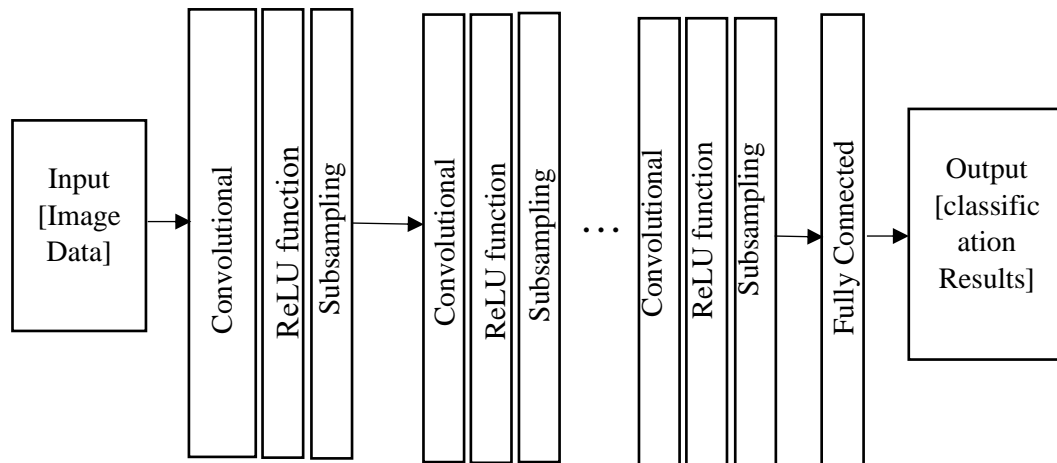 Input
[Image
Data]
Convolutional
ReLU function
Subsampling
Convolutional
ReLU function
Subsampling
...
Convolutional
ReLU function
Subsampling
Fully Connected
Output
[classific
ation
Results]